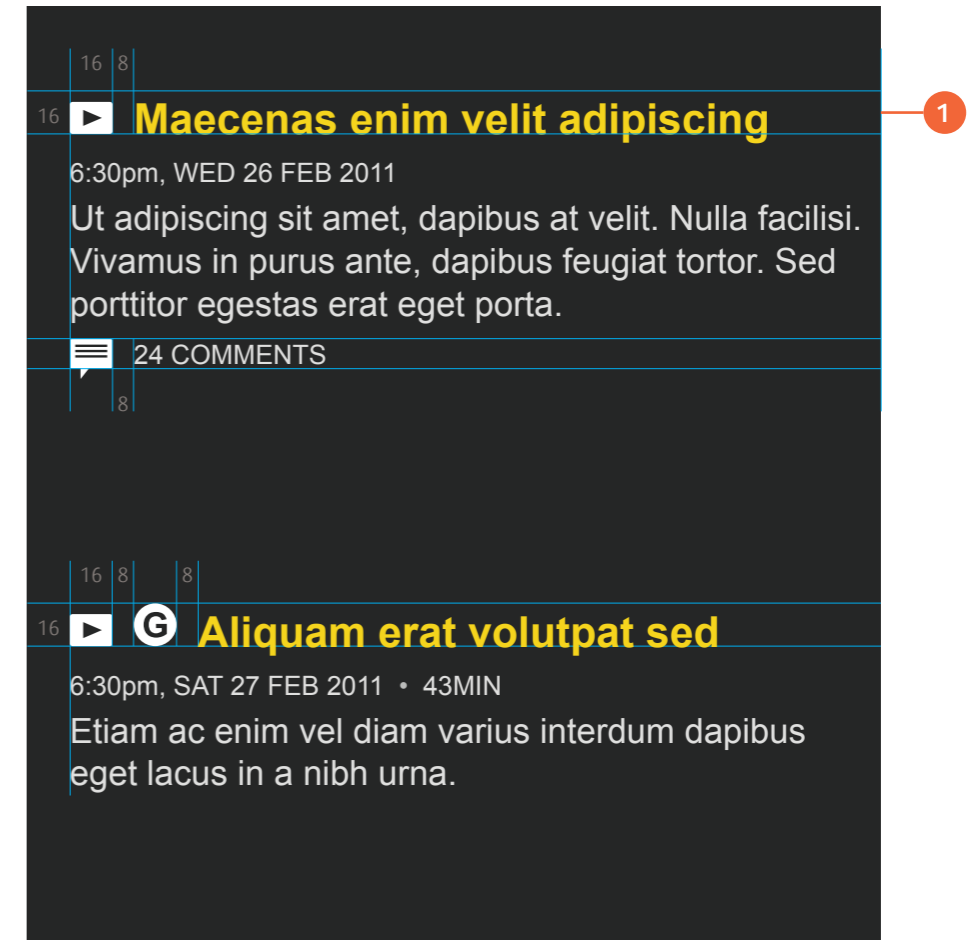 16 8
16 Maecenas enim velit adipiscing 1
6:30pm, WED 26 FEB 2011
Ut adipiscing sit amet, dapibus at velit. Nulla facilisi.
Vivamus in purus ante, dapibus feugiat tortor. Sed
porttitor egestas erat eget porta.
24 COMMENTS
8
16 8 8
16 G Aliquam erat volutpat sed
6:30pm, SAT 27 FEB 2011 • 43MIN
Etiam ac enim vel diam varius interdum dapibus
eget lacus in a nibh urna.